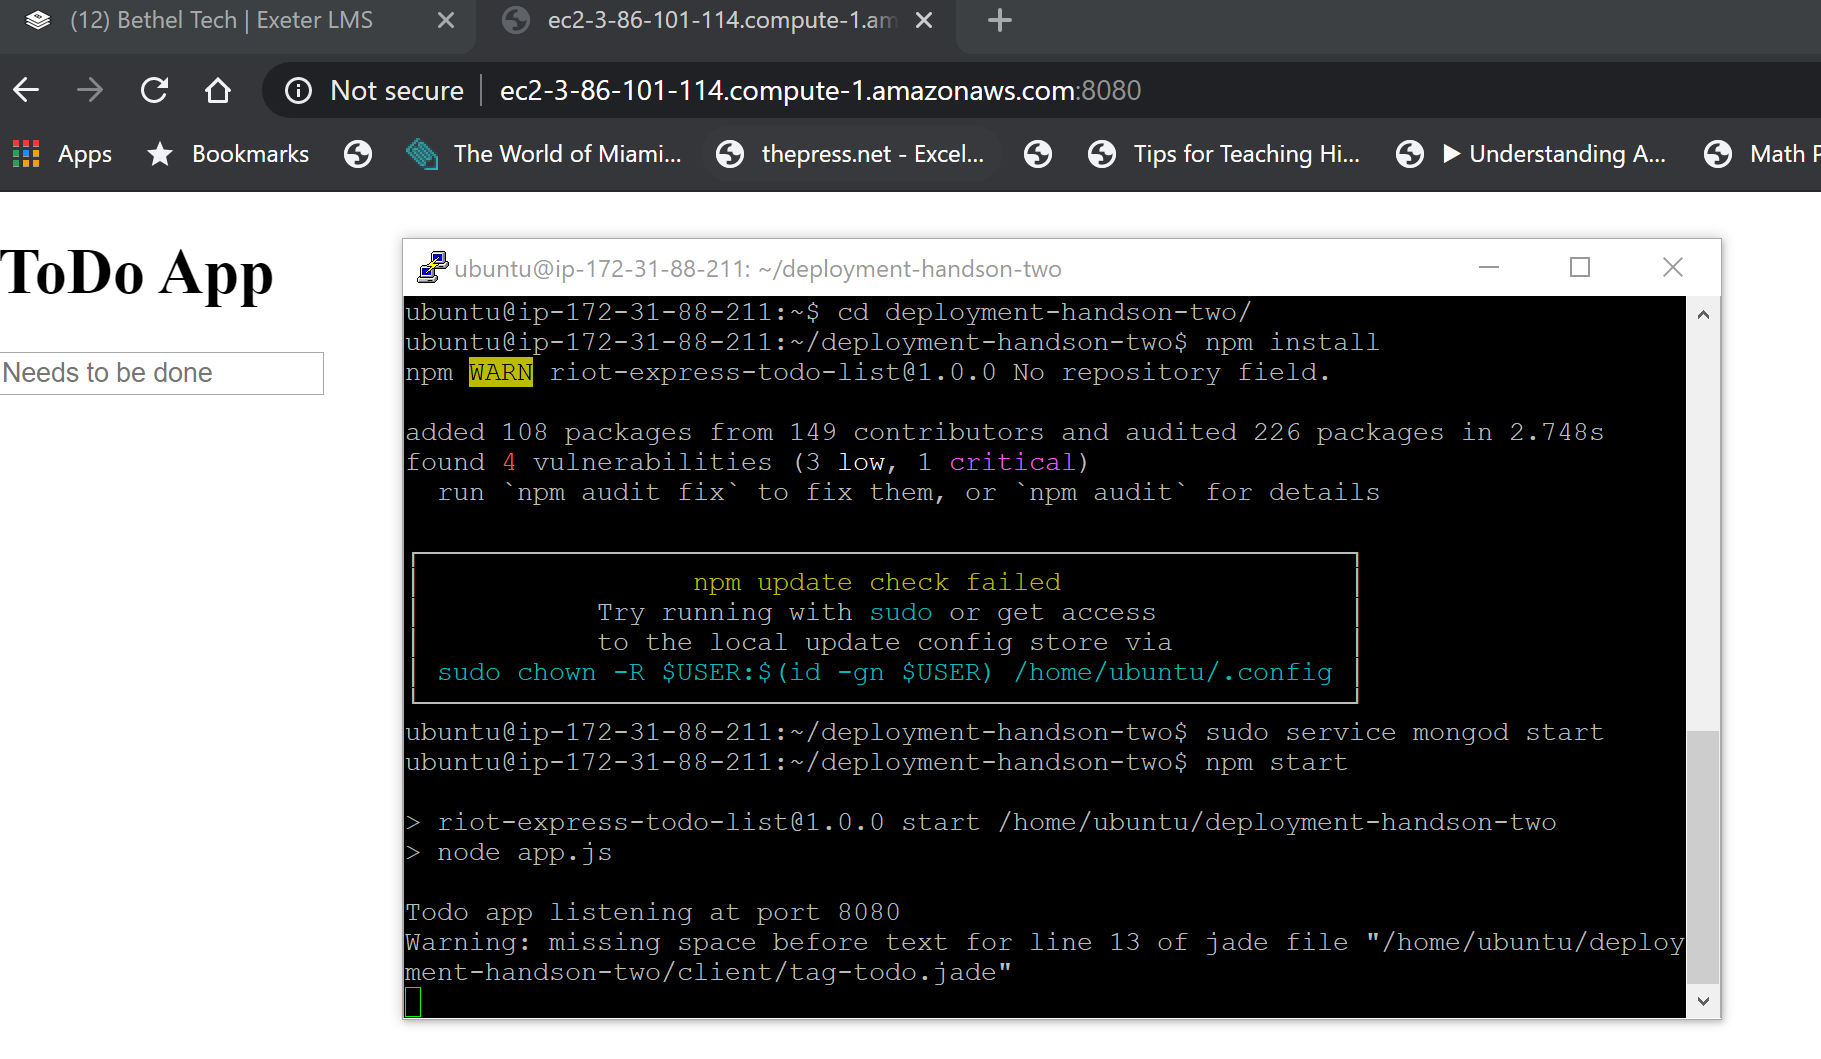 (12) Bethel Tech | Exeter LMS
ec2-3-86-101-114.compute-1.am
Not secure
ec2-3-86-101-114.compute-1.amazonaws.com:8080
Apps
Bookmarks
The World of Miami...
thepress.net - Excel...
Tips for Teaching Hi...
▶ Understanding A...
Math
ToDo App
Needs to be done
ubuntu@ip-172-31-88-211: ~/deployment-handson-two
ubuntu@ip-172-31-88-211:~$ cd deployment-handson-two/
ubuntu@ip-172-31-88-211:~/deployment-handson-two$ npm install
npm WARN riot-express-todo-list@1.0.0 No repository field.
added 108 packages from 149 contributors and audited 226 packages in 2.748s
found 4 vulnerabilities (3 low, 1 critical)
run `npm audit fix` to fix them, or `npm audit` for details
npm update check failed
Try running with sudo or get access
to the local update config store via
sudo chown -R $USER:$(id -gn $USER) /home/ubuntu/.config
ubuntu@ip-172-31-88-211:~/deployment-handson-two$ sudo service mongod start
ubuntu@ip-172-31-88-211:~/deployment-handson-two$ npm start
> riot-express-todo-list@1.0.0 start /home/ubuntu/deployment-handson-two
> node app.js
Todo app listening at port 8080
Warning: missing space before text for line 13 of jade file "/home/ubuntu/deploy
ment-handson-two/client/tag-todo.jade"